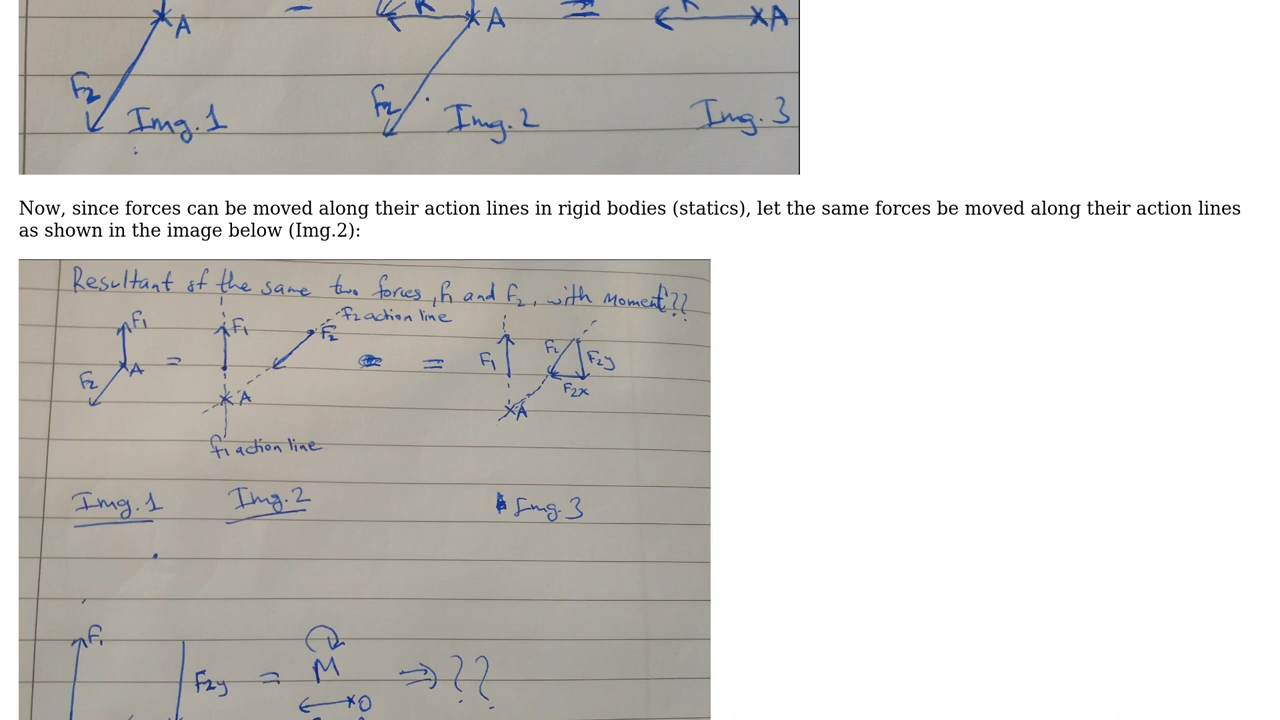 R
A = A = A
F2 F2
Img.1 Img.2 Img.3
Now, since forces can be moved along their action lines in rigid bodies (statics), let the same forces be moved along their action lines
as shown in the image below (Img.2):
Resultant of the same two forces, f1 and F2, with Moment??
F1 F1 F2 action line
F2
A = = F1 F2 F2y
F2 F2x
A A
f1 action line
Img.1 Img.2 Img.3
F1
F2y = M ⇒ ??
O